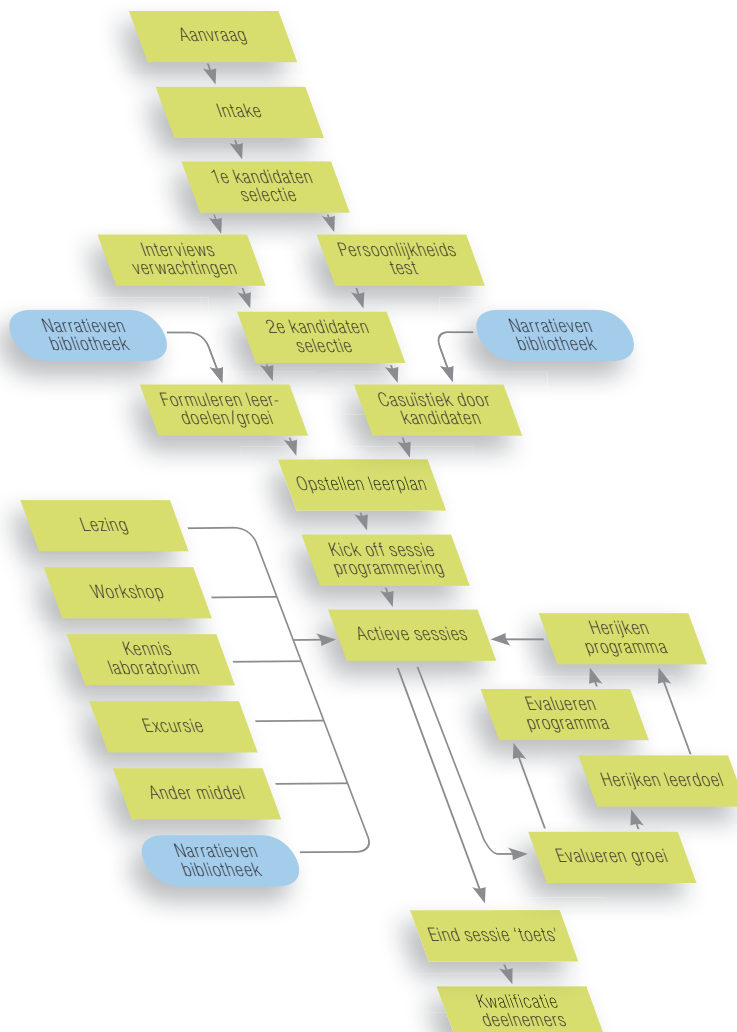 Aanvraag
Intake
1e kandidaten
selectie
Interviews
verwachtingen
Persoonlijkheids
test
Narratieven
bibliotheek
2e kandidaten
selectie
Narratieven
bibliotheek
Formuleren leer-
doelen/groei
Casuïstiek door
kandidaten
Opstellen leerplan
Lezing
Kick off sessie
programmering
Workshop
Actieve sessies
Herijken
programma
Kennis
laboratorium
Evalueren
programma
Excursie
Herijken leerdoel
Ander middel
Narratieven
bibliotheek
Evalueren groei
Eind sessie ‘toets’
Kwalificatie
deelnemers